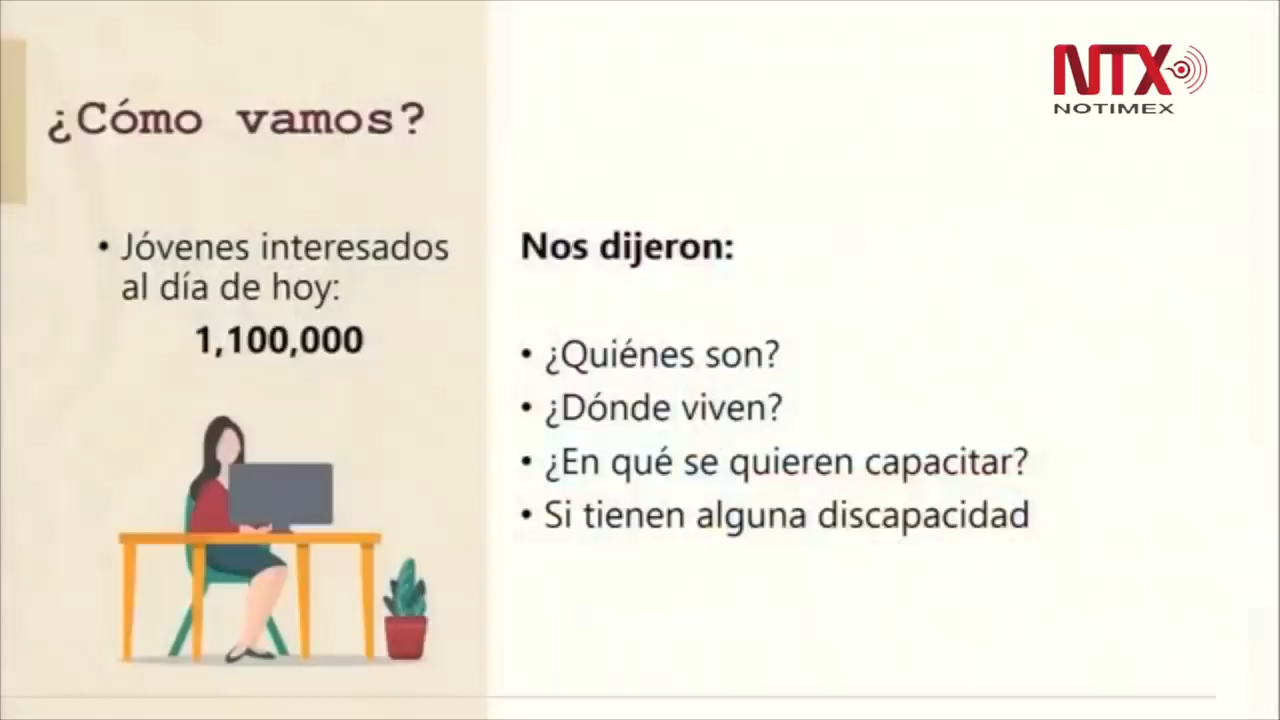 ¿Cómo vamos?
• Jóvenes interesados
al día de hoy:
1,100,000
NTX
NOTIMEX
Nos dijeron:
• ¿Quiénes son?
• ¿Dónde viven?
• ¿En qué se quieren capacitar?
• Si tienen alguna discapacidad